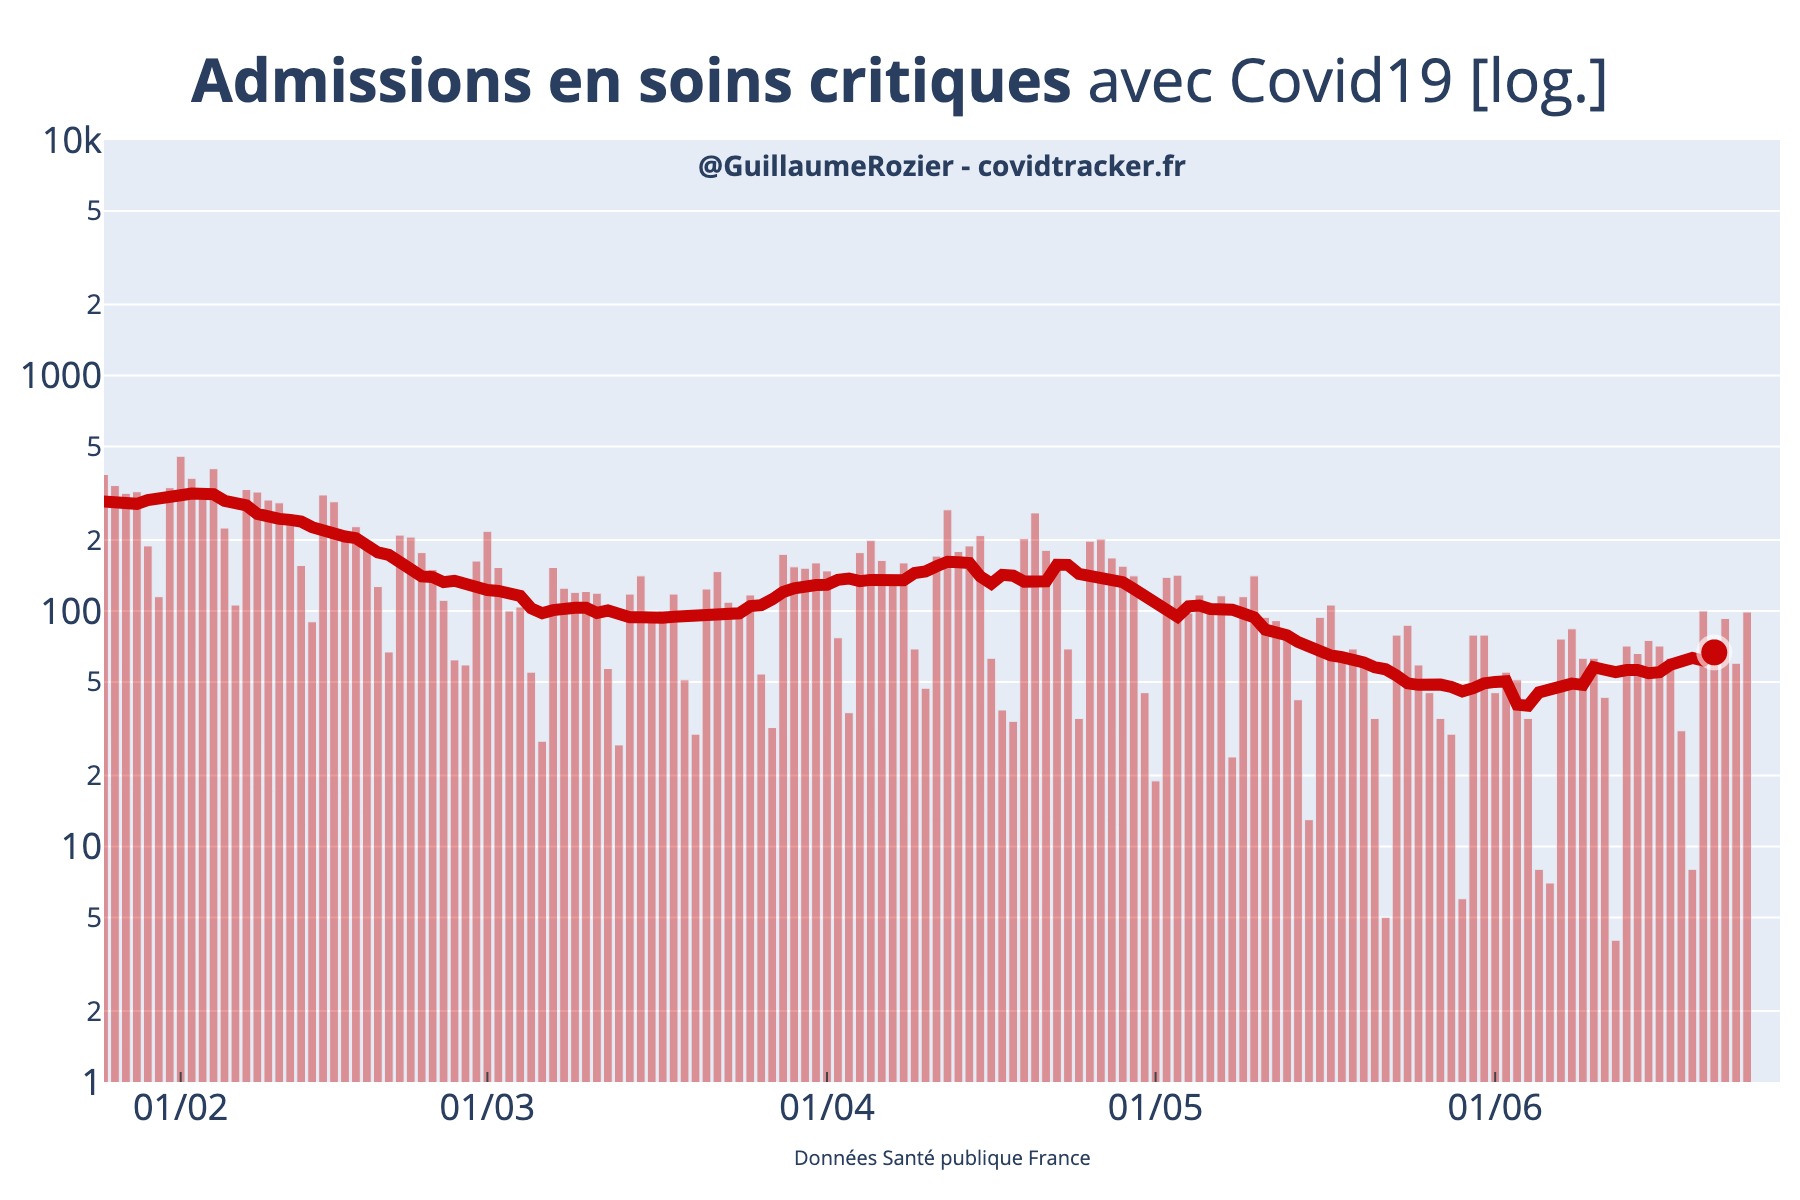 Admissions en soins critiques avec Covid19 [log.]
@GuillaumeRozier - covidtracker.fr
10k
5
2
1000
5
2
100
5
2
10
5
2
1
01/02 01/03 01/04 01/05 01/06
Données Santé publique France